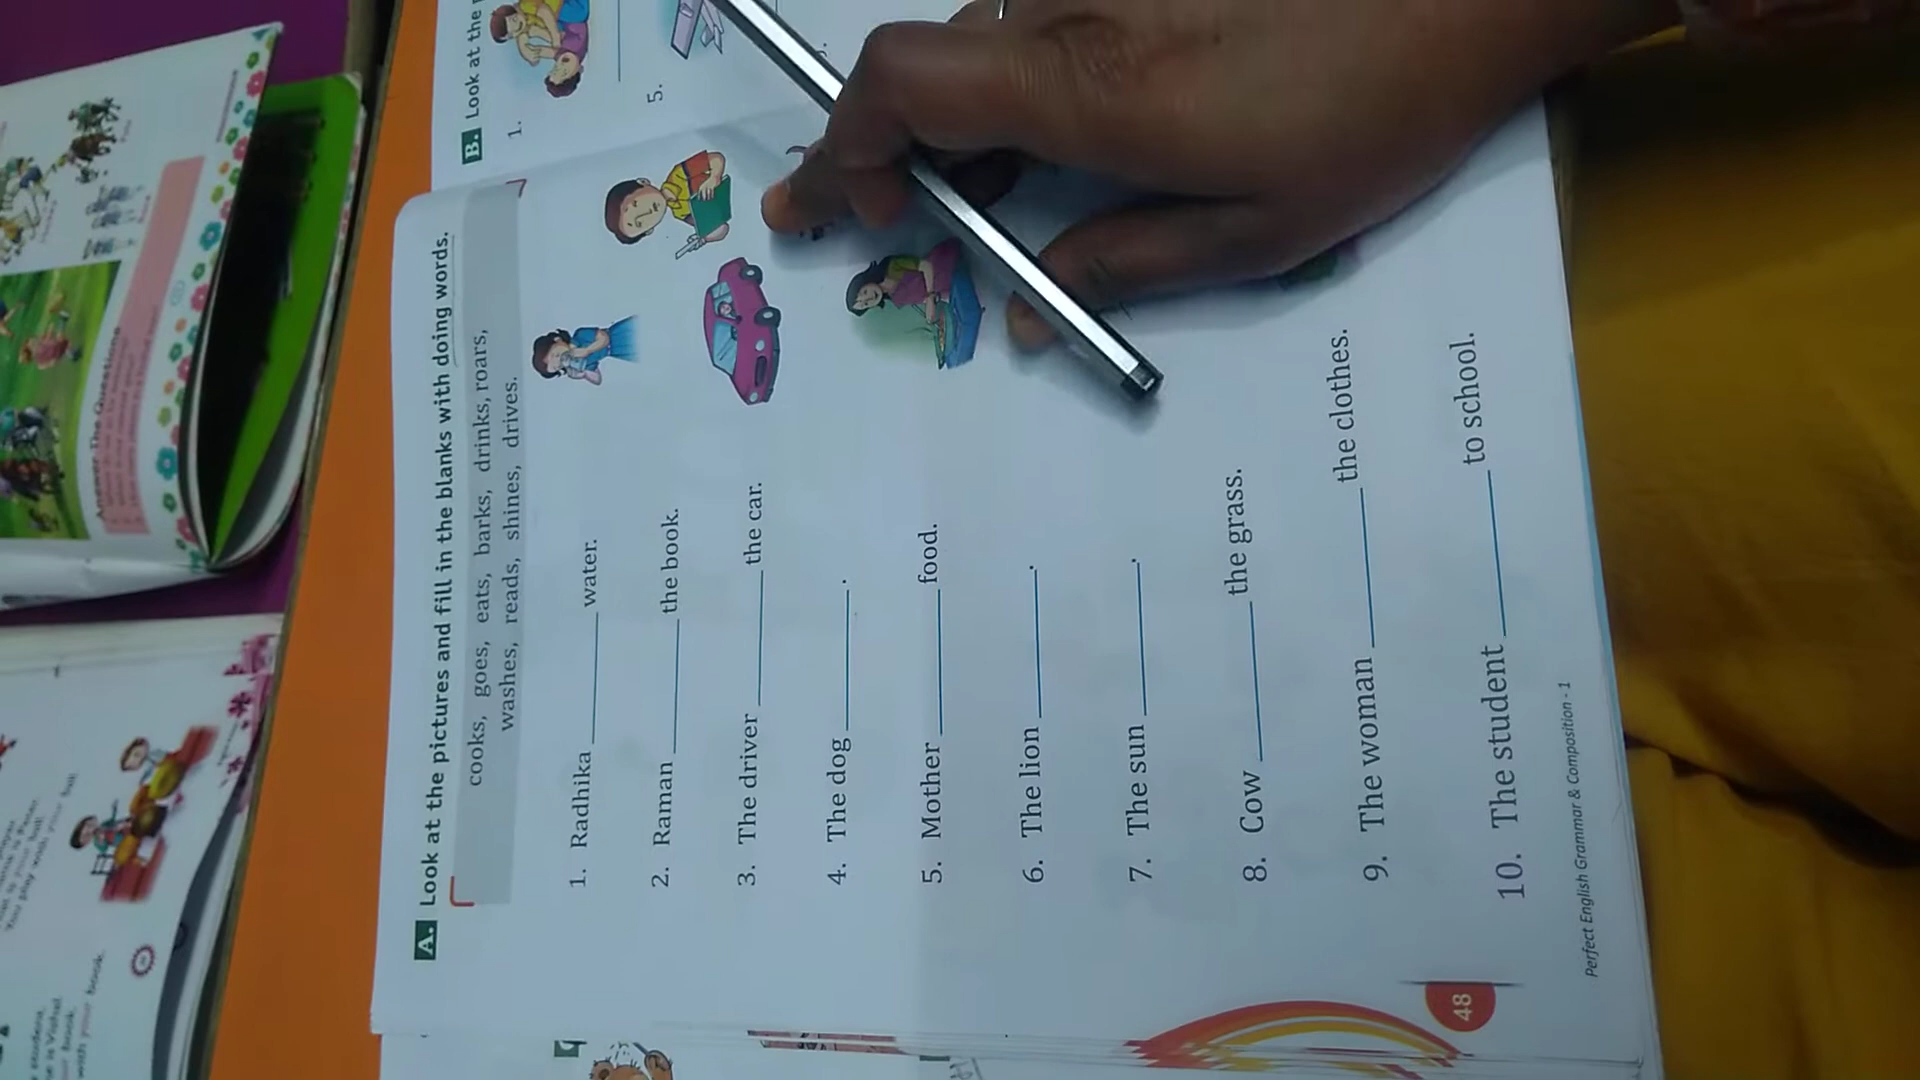 A. Look at the pictures and fill in the blanks with doing words.
cooks, goes, eats, barks, drinks, roars,
washes, reads, shines, drives.
1. Radhika ________ water.
2. Raman ________ the book.
3. The driver ________ the car.
4. The dog ________.
5. Mother ________ food.
6. The lion ________.
7. The sun ________.
8. Cow ________ the grass.
9. The woman ________ the clothes.
10. The student ________ to school.
48
Perfect English Grammar & Composition - 1
B. Look at the
1.
5.
Answer The Questions